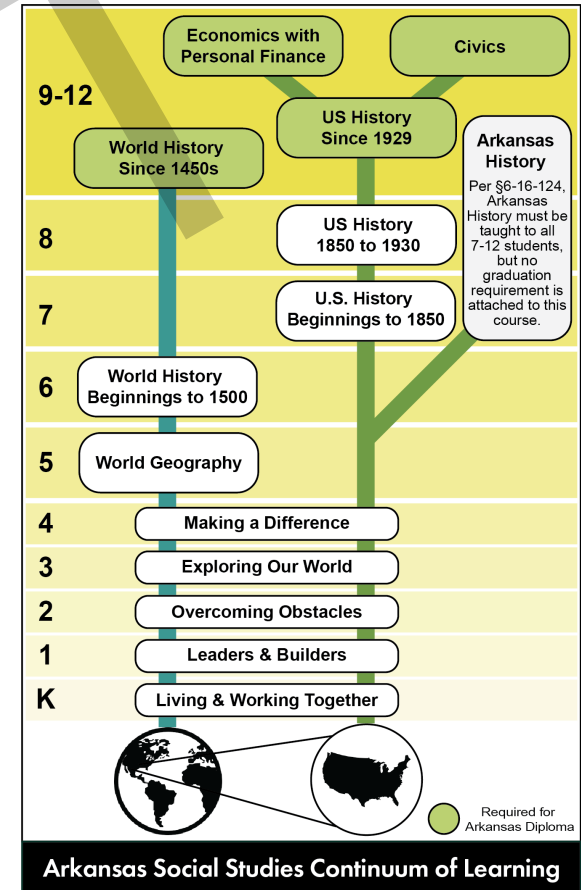 Economics with
Personal Finance
Civics
9-12
US History
Since 1929
World History
Since 1450s
Arkansas
History
Per §6-16-124,
Arkansas
History must be
taught to all
7-12 students,
but no
graduation
requirement is
attached to this
course.
8
US History
1850 to 1930
7
U.S. History
Beginnings to 1850
6
World History
Beginnings to 1500
5
World Geography
4
Making a Difference
3
Exploring Our World
2
Overcoming Obstacles
1
Leaders & Builders
K
Living & Working Together
Required for
Arkansas Diploma
Arkansas Social Studies Continuum of Learning